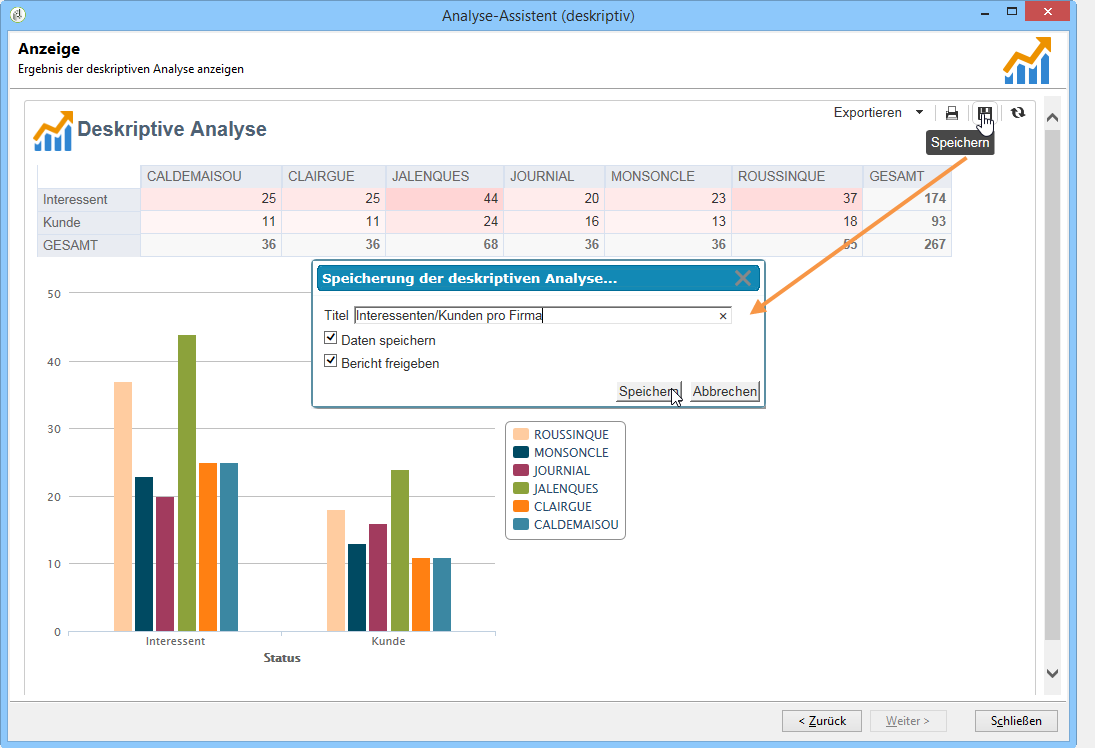 Analyse-Assistent (deskriptiv)
Anzeige
Ergebnis der deskriptiven Analyse anzeigen
Exportieren
Deskriptive Analyse
Speichern
CALDEMAISOU CLAIRGUE JALENQUES JOURNIAL MONSONCLE ROUSSINQUE GESAMT
Interessent 25 25 44 20 23 37 174
Kunde 11 11 24 16 13 18 93
GESAMT 36 36 68 36 36 55 267
Speicherung der deskriptiven Analyse...
Titel Interessenten/Kunden pro Firma ×
Daten speichern
Bericht freigeben
Speichern Abbrechen
50
40
30
20
10
0
Interessent Kunde
Status
ROUSSINQUE
MONSONCLE
JOURNIAL
JALENQUES
CLAIRGUE
CALDEMAISOU
< Zurück Weiter > Schließen